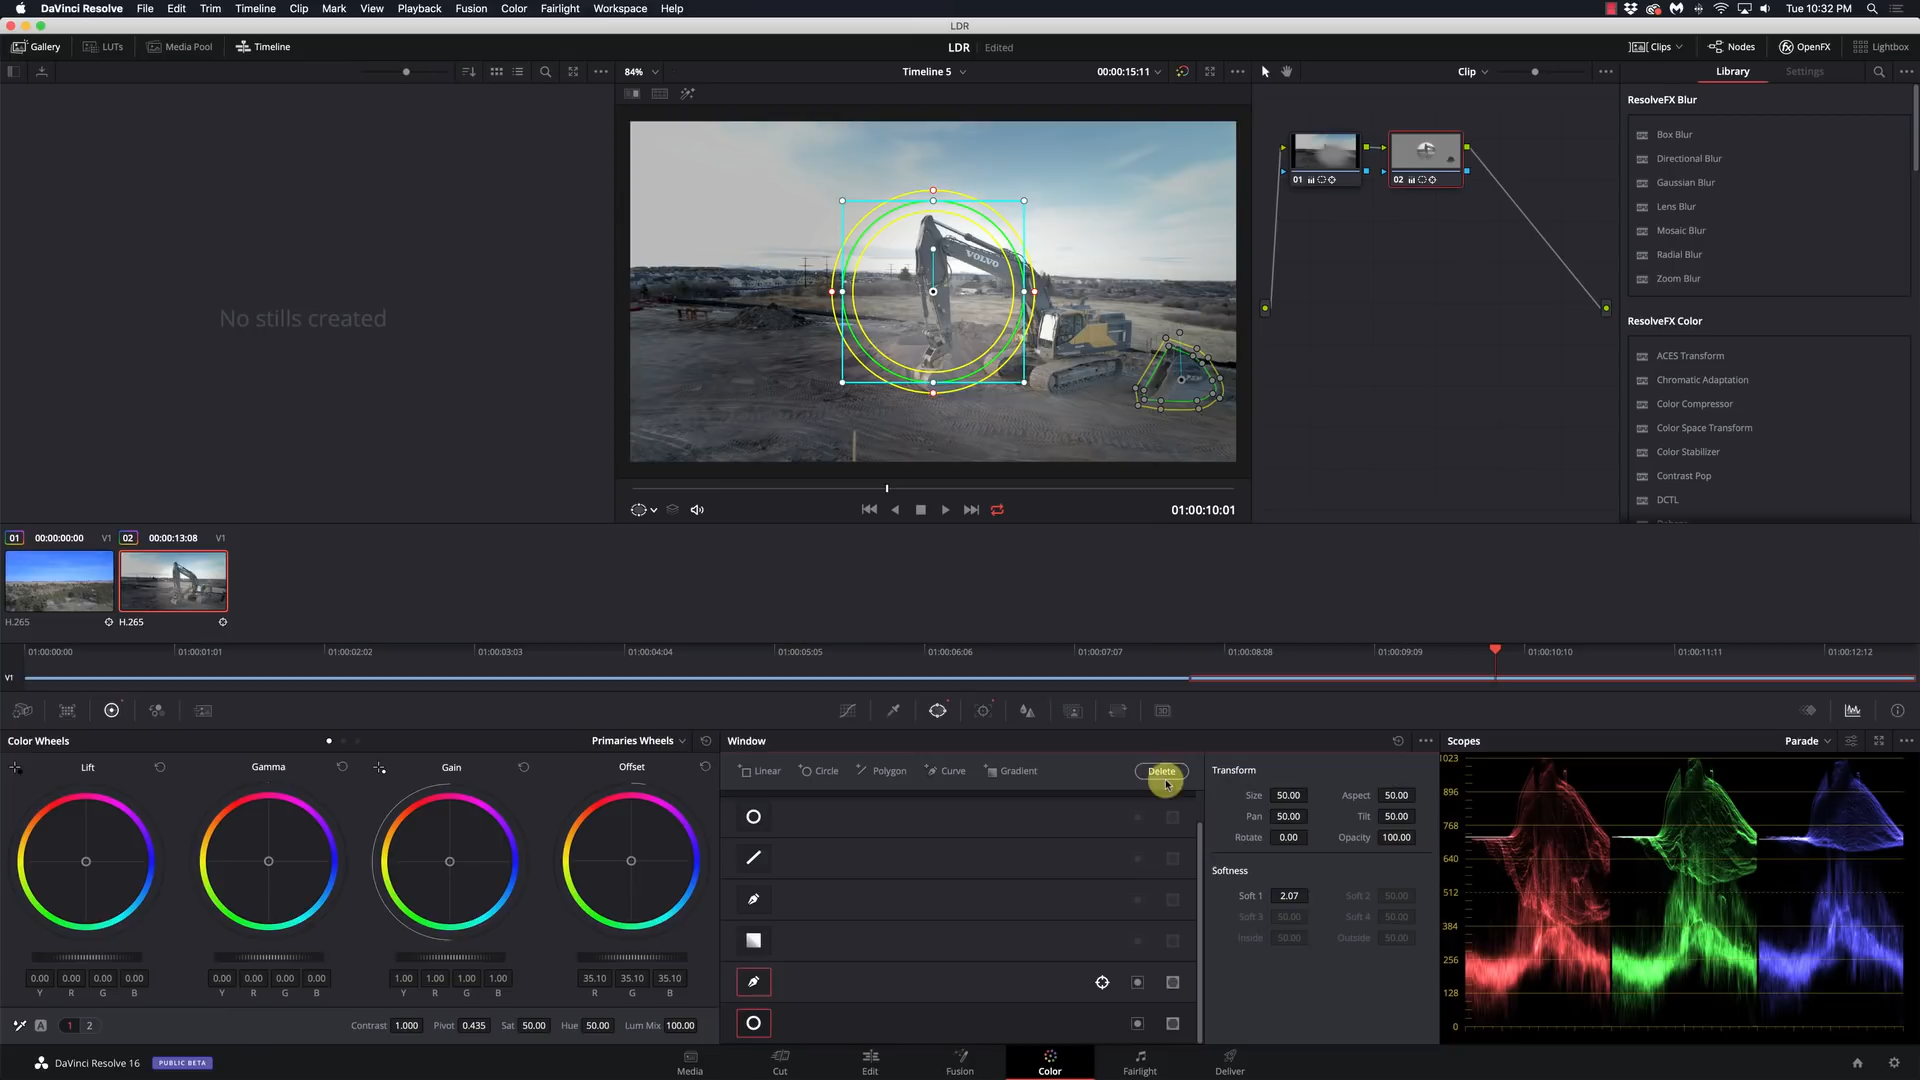 DaVinci Resolve File Edit Trim Timeline Clip Mark View Playback Fusion Color Fairlight Workspace Help Tue 10:32 PM
LDR
Gallery LUTs Media Pool Timeline LDR Edited Clips Nodes OpenFX Lightbox
84% Timeline 5 00:00:15:11 Clip Library Settings
ResolveFX Blur
Box Blur
Directional Blur
Gaussian Blur
Lens Blur
Mosaic Blur
Radial Blur
Zoom Blur
ResolveFX Color
ACES Transform
Chromatic Adaptation
Color Compressor
Color Space Transform
Color Stabilizer
Contrast Pop
DCTL
01 02
VOLVO
No stills created
01:00:10:01
01 00:00:00:00 V1 02 00:00:13:08 V1
H.265 H.265
01:00:00:00 01:00:01:01 01:00:02:02 01:00:03:03 01:00:04:04 01:00:05:05 01:00:06:06 01:00:07:07 01:00:08:08 01:00:09:09 01:00:10:10 01:00:11:11 01:00:12:12
V1
Color Wheels Primaries Wheels Window Scopes Parade
Lift Gamma Gain Offset
Linear Circle Polygon Curve Gradient Delete
Transform
Size 50.00 Aspect 50.00
Pan 50.00 Tilt 50.00
Rotate 0.00 Opacity 100.00
Softness
Soft 1 2.07 Soft 2 50.00
Soft 3 50.00 Soft 4 50.00
Inside 50.00 Outside 50.00
1023
896
768
640
512
384
256
128
0
0.00 0.00 0.00 0.00 0.00 0.00 0.00 0.00 1.00 1.00 1.00 1.00 35.10 35.10 35.10
Y R G B Y R G B Y R G B R G B
A 1 2 Contrast 1.000 Pivot 0.435 Sat 50.00 Hue 50.00 Lum Mix 100.00
DaVinci Resolve 16 PUBLIC BETA Media Cut Edit Fusion Color Fairlight Deliver